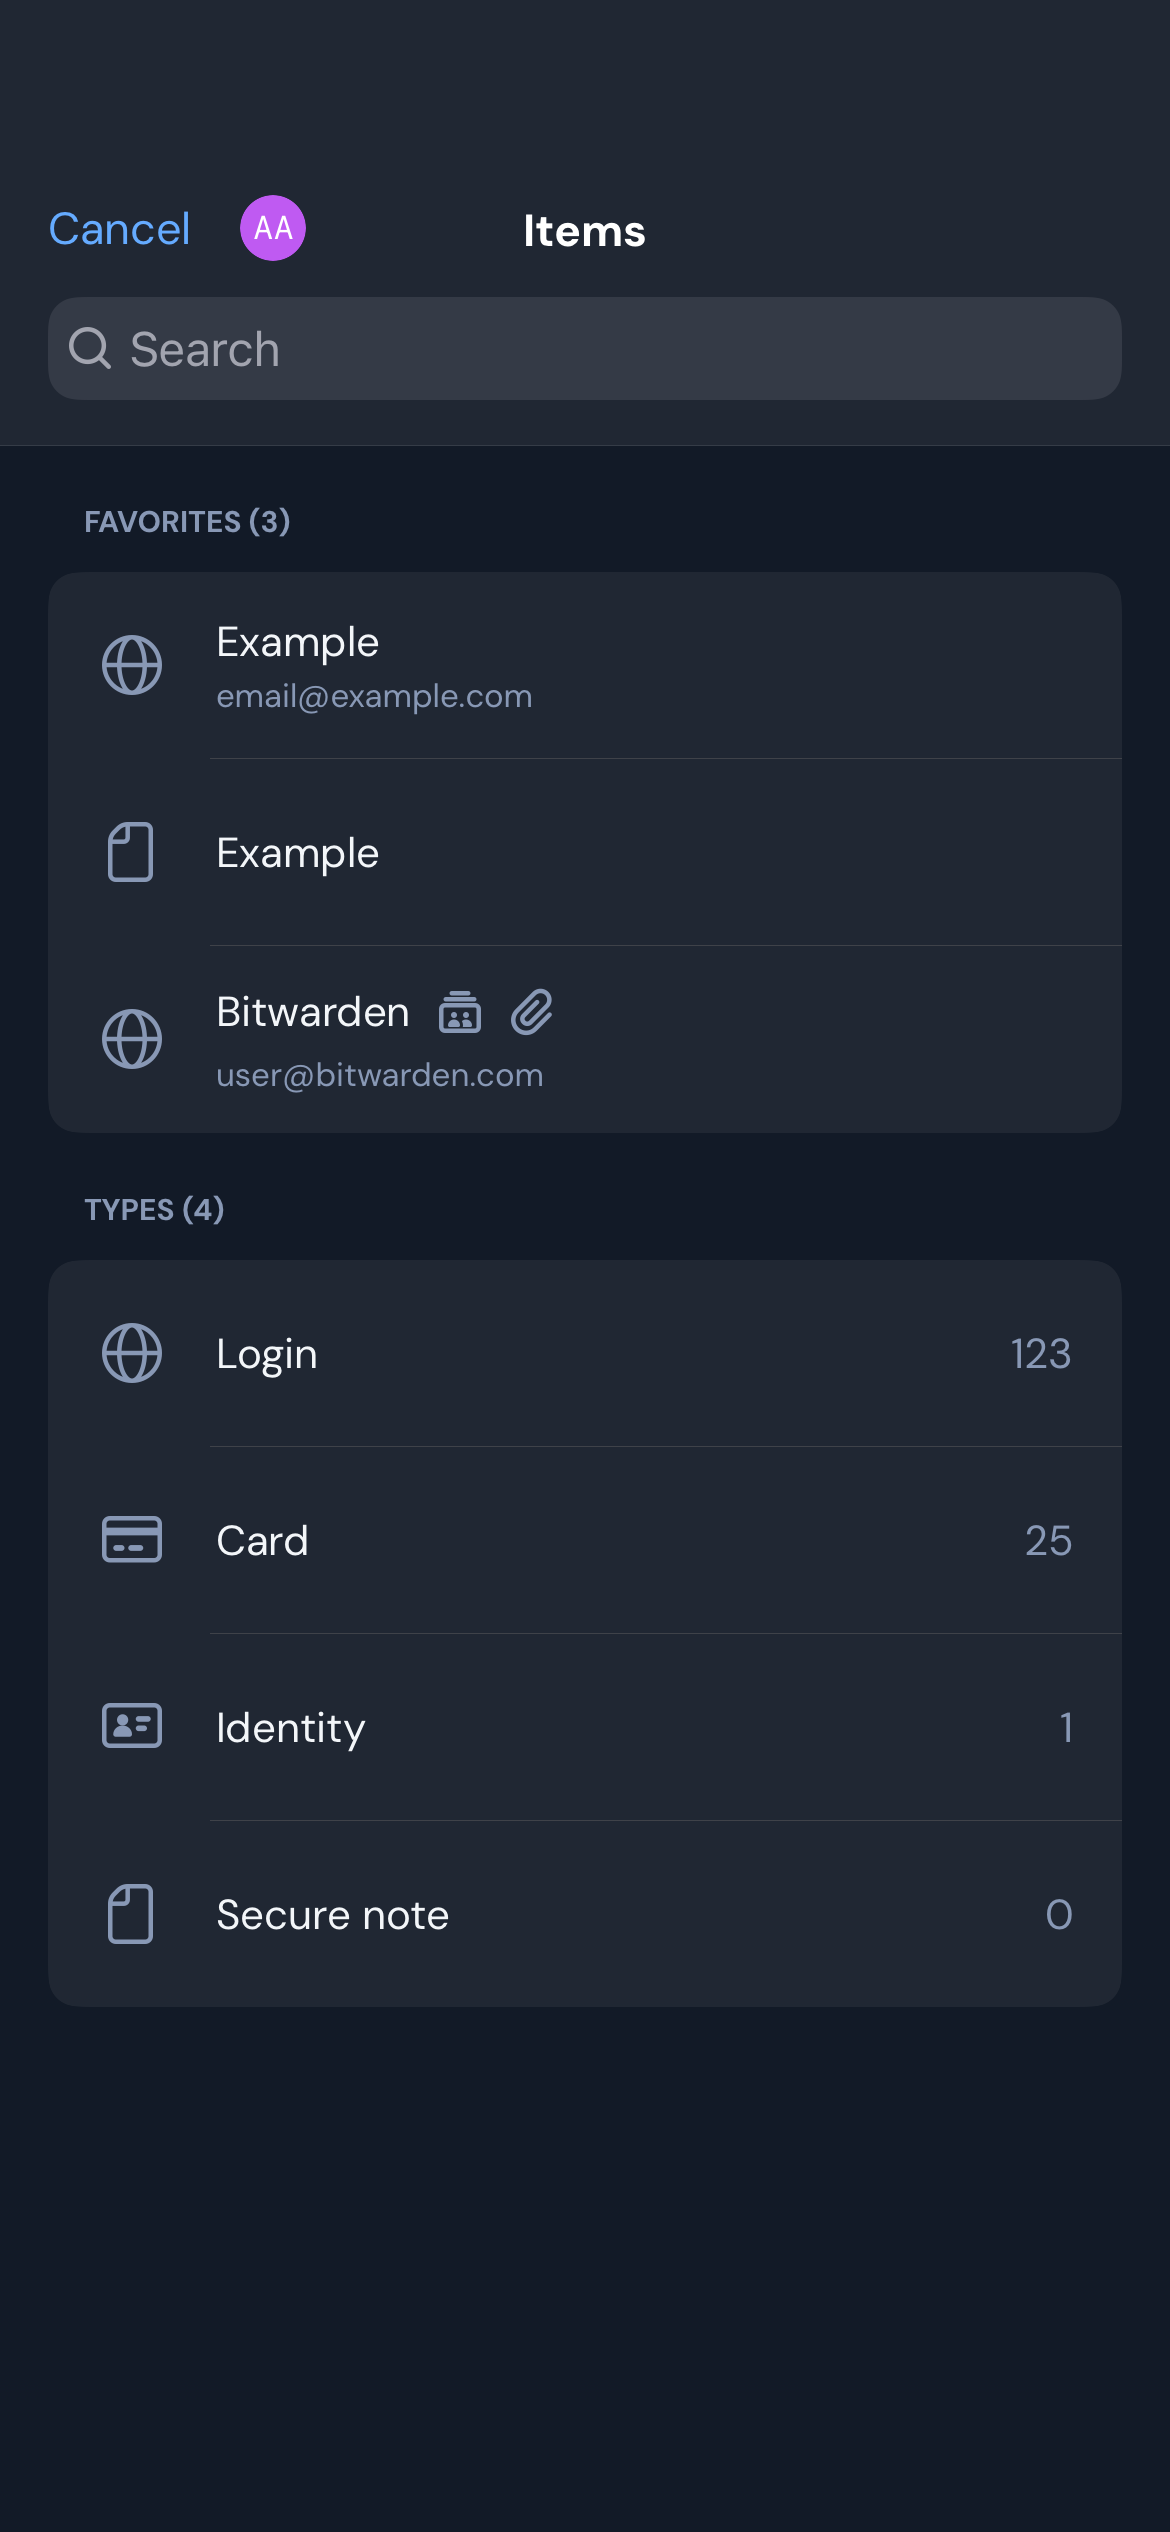 Cancel AA Items
Search
FAVORITES (3)
Example
email@example.com
Example
Bitwarden
user@bitwarden.com
TYPES (4)
Login 123
Card 25
Identity 1
Secure note 0